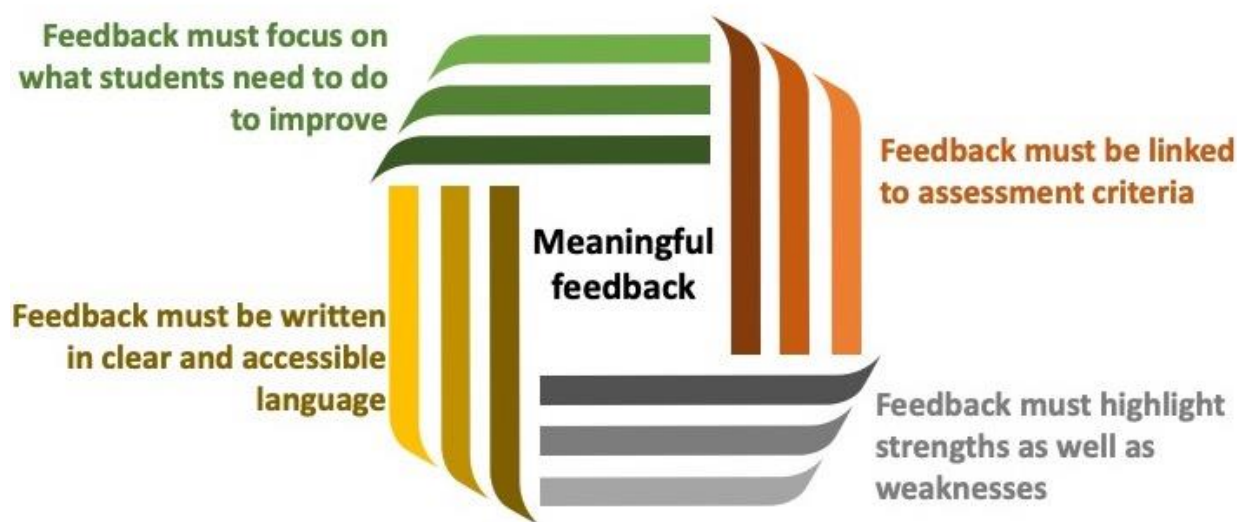 Feedback must focus on
what students need to do
to improve
Feedback must be linked
to assessment criteria
Meaningful
feedback
Feedback must be written
in clear and accessible
language
Feedback must highlight
strengths as well as
weaknesses